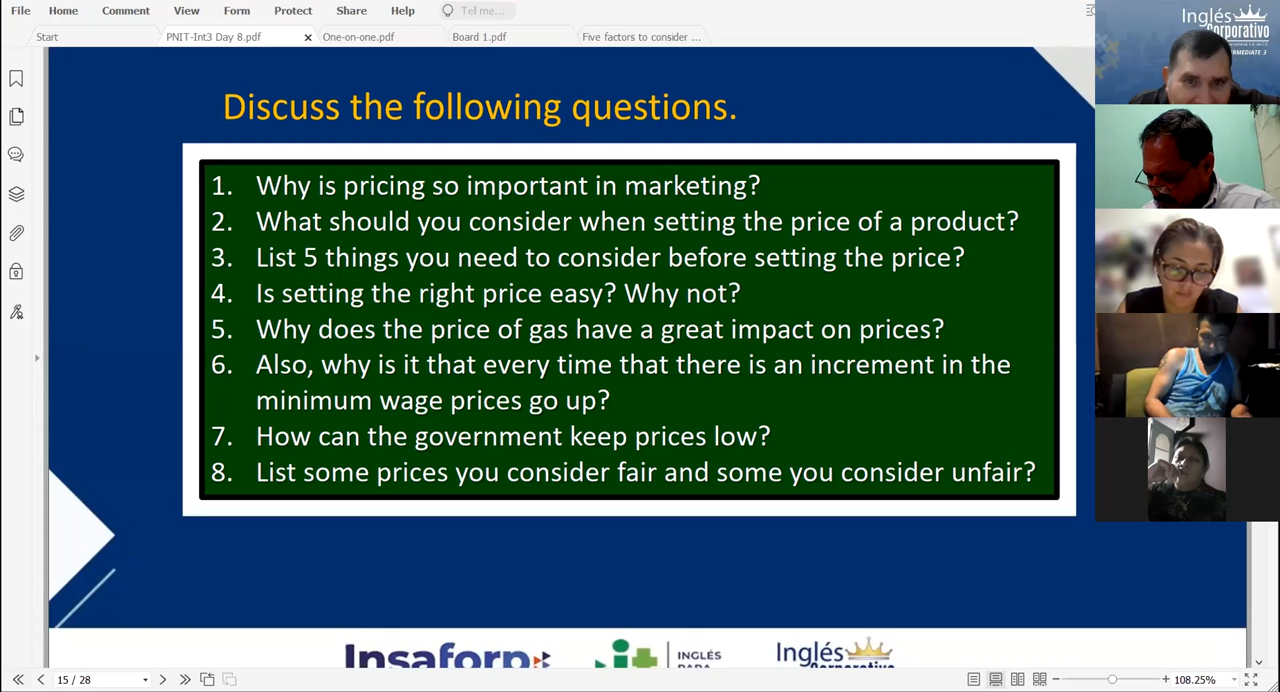 File Home Comment View Form Protect Share Help Tell me...
Start PNIT-Int3 Day 8.pdf One-on-one.pdf Board 1.pdf Five factors to consider ...
Inglés
Corporativo
INTERMEDIATE 3
Discuss the following questions.
1. Why is pricing so important in marketing?
2. What should you consider when setting the price of a product?
3. List 5 things you need to consider before setting the price?
4. Is setting the right price easy? Why not?
5. Why does the price of gas have a great impact on prices?
6. Also, why is it that every time that there is an increment in the
minimum wage prices go up?
7. How can the government keep prices low?
8. List some prices you consider fair and some you consider unfair?
Insaforp
INGLÉS
PARA
Inglés
Corporativo
15 / 28 108.25%